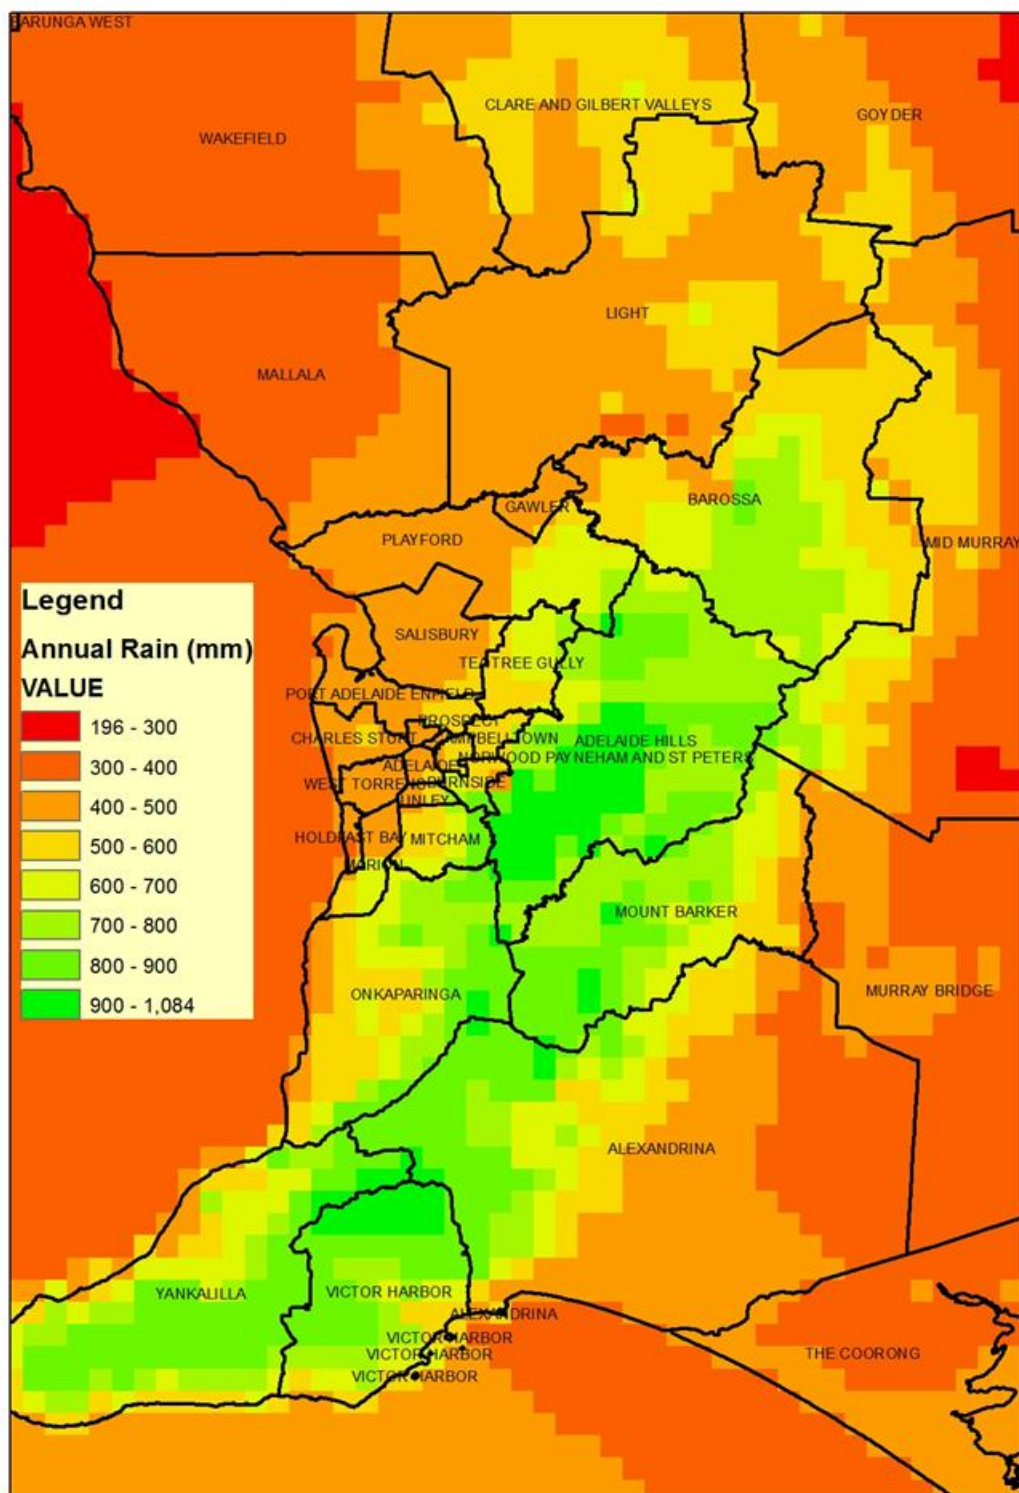 BARUNGA WEST
CLARE AND GILBERT VALLEYS
GOYDER
WAKEFIELD
LIGHT
MALLALA
BAROSSA
GAWLER
PLAYFORD
MID MURRAY
Legend
Annual Rain (mm)
VALUE
196 - 300
300 - 400
400 - 500
500 - 600
600 - 700
700 - 800
800 - 900
900 - 1,084
SALISBURY
TEA TREE GULLY
PORT ADELAIDE ENFIELD
PROSPECT
CHARLES STURT
CAMPBELLTOWN
ADELAIDE HILLS
NORWOOD PAYNEHAM AND ST PETERS
ADELAIDE
WEST TORRENS
BURNSIDE
UNLEY
HOLDFAST BAY
MITCHAM
MARION
MOUNT BARKER
ONKAPARINGA
MURRAY BRIDGE
ALEXANDRINA
YANKALILLA
VICTOR HARBOR
ALEXANDRINA
VICTOR HARBOR
VICTOR HARBOR
THE COORONG
VICTOR HARBOR